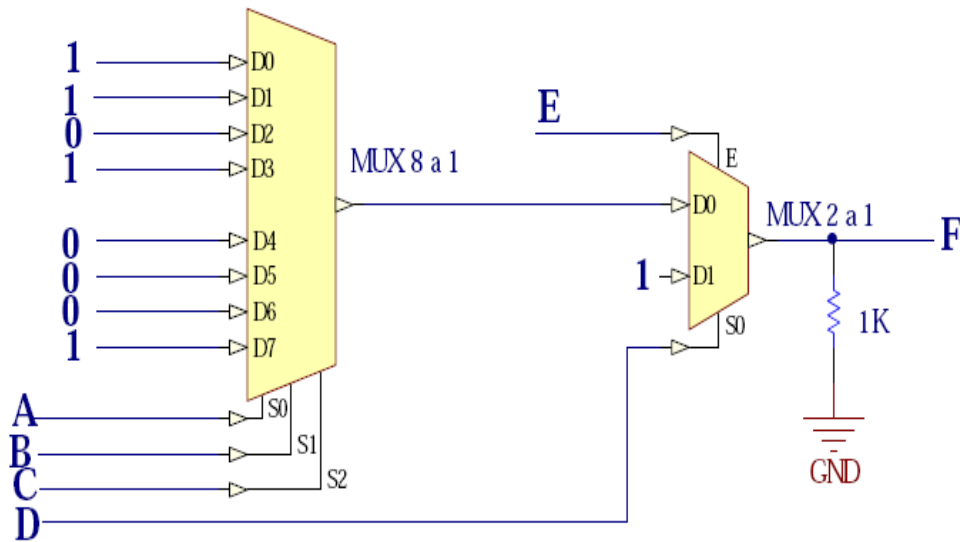 1
D0
1
D1
0
D2
1
D3
MUX 8 a 1
0
D4
0
D5
0
D6
1
D7
A
S0
B
S1
C
S2
D
E
E
D0
MUX 2 a 1
F
1
D1
S0
1K
GND